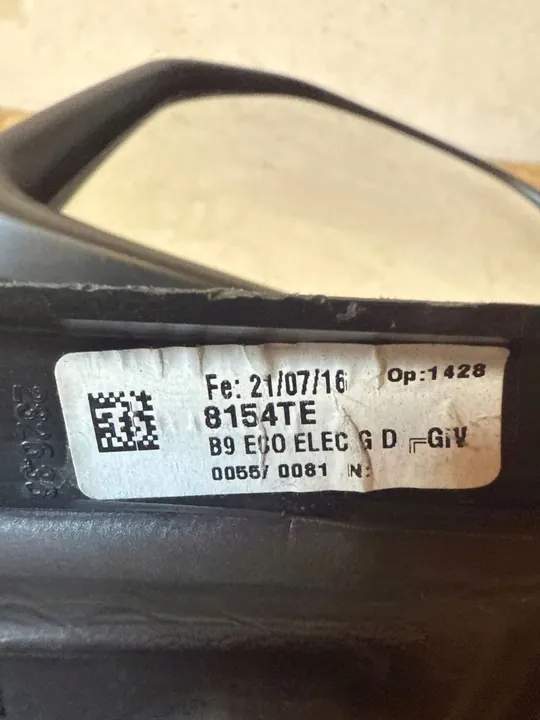 Fe: 21/07/16 Op:1428
8154TE
B9 ECO ELEC G D GiV
0055/ 0081 N: